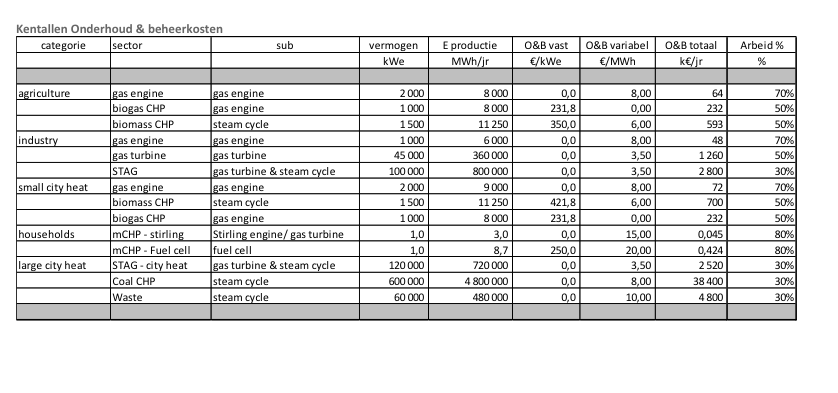 Kentallen Onderhoud & beheerkosten
categorie sector sub vermogen E productie O&B vast O&B variabel O&B totaal Arbeid %
kWe MWh/jr €/kWe €/MWh k€/jr %
agriculture gas engine gas engine 2 000 8 000 0,0 8,00 64 70%
biogas CHP gas engine 1 000 8 000 231,8 0,00 232 50%
biomass CHP steam cycle 1 500 11 250 350,0 6,00 593 50%
industry gas engine gas engine 1 000 6 000 0,0 8,00 48 70%
gas turbine gas turbine 45 000 360 000 0,0 3,50 1 260 50%
STAG gas turbine & steam cycle 100 000 800 000 0,0 3,50 2 800 30%
small city heat gas engine gas engine 2 000 9 000 0,0 8,00 72 70%
biomass CHP steam cycle 1 500 11 250 421,8 6,00 700 50%
biogas CHP gas engine 1 000 8 000 231,8 0,00 232 50%
households mCHP - stirling Stirling engine/ gas turbine 1,0 3,0 0,0 15,00 0,045 80%
mCHP - Fuel cell fuel cell 1,0 8,7 250,0 20,00 0,424 80%
large city heat STAG - city heat gas turbine & steam cycle 120 000 720 000 0,0 3,50 2 520 30%
Coal CHP steam cycle 600 000 4 800 000 0,0 8,00 38 400 30%
Waste steam cycle 60 000 480 000 0,0 10,00 4 800 30%